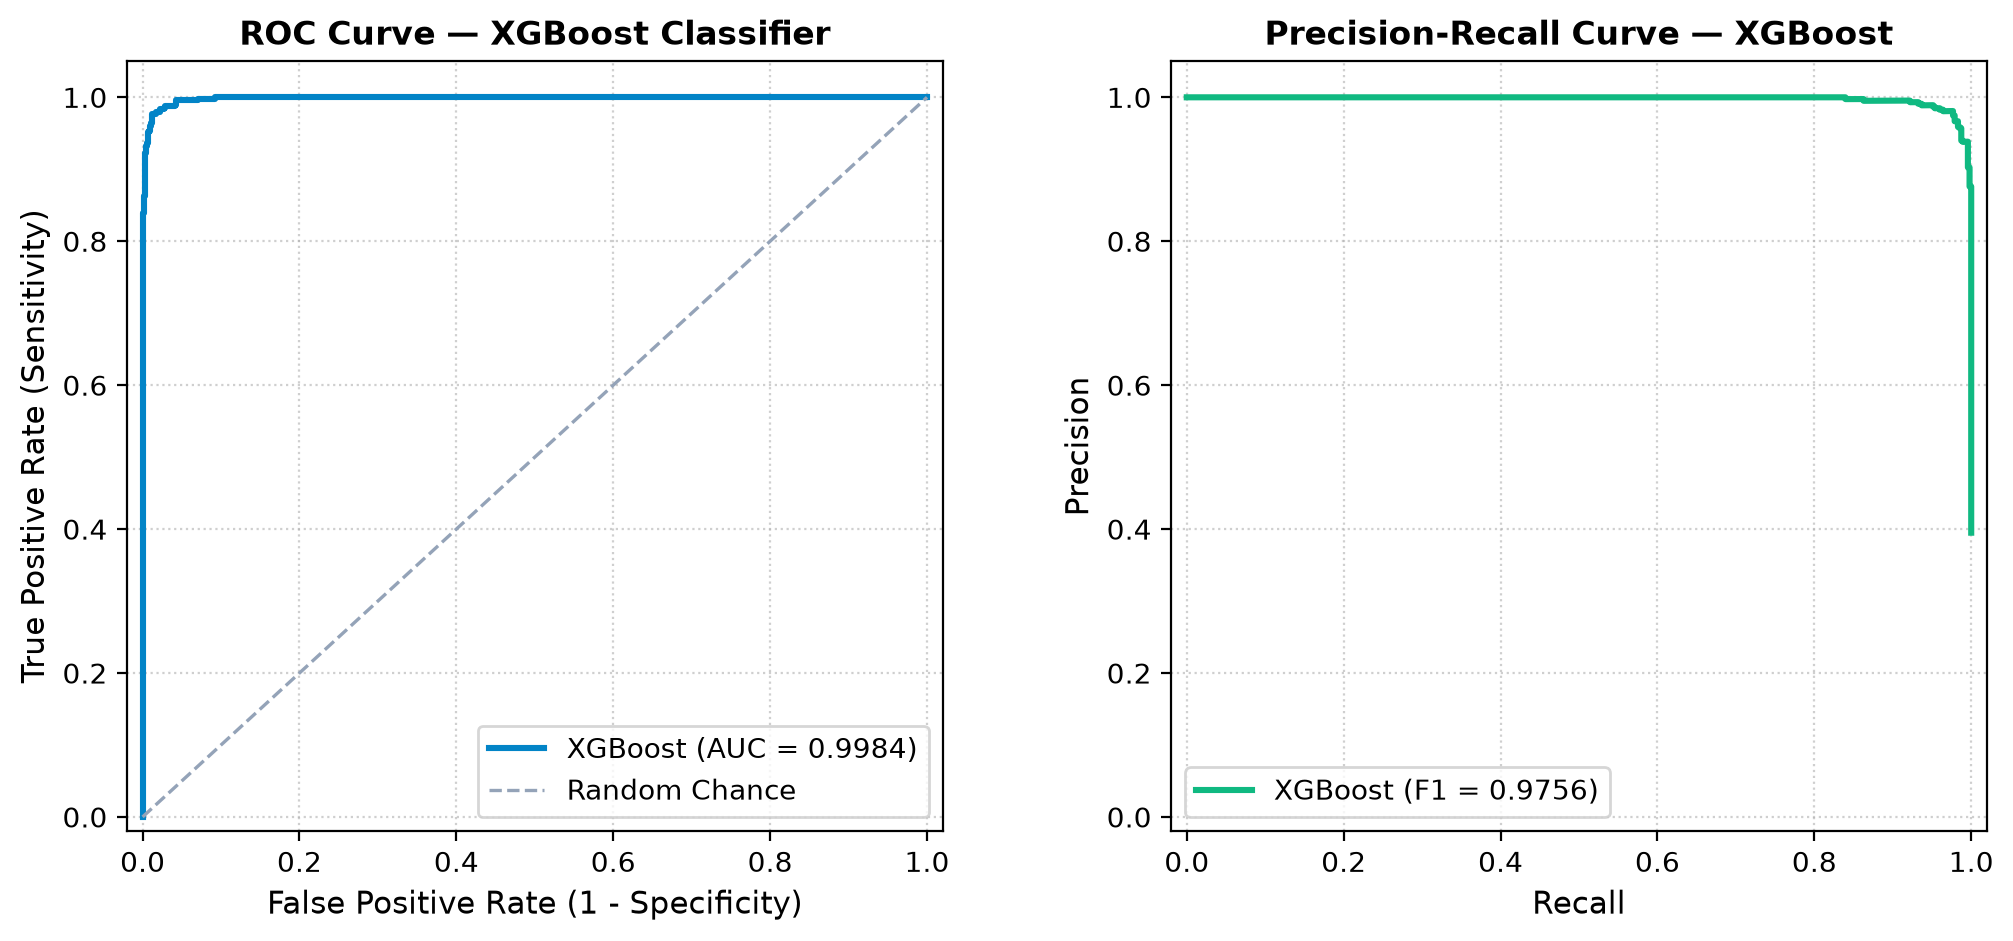 ROC Curve — XGBoost Classifier
True Positive Rate (Sensitivity)
1.0
0.8
0.6
0.4
0.2
0.0
XGBoost (AUC = 0.9984)
Random Chance
0.0 0.2 0.4 0.6 0.8 1.0
False Positive Rate (1 - Specificity)
Precision-Recall Curve — XGBoost
Precision
1.0
0.8
0.6
0.4
0.2
0.0
XGBoost (F1 = 0.9756)
0.0 0.2 0.4 0.6 0.8 1.0
Recall